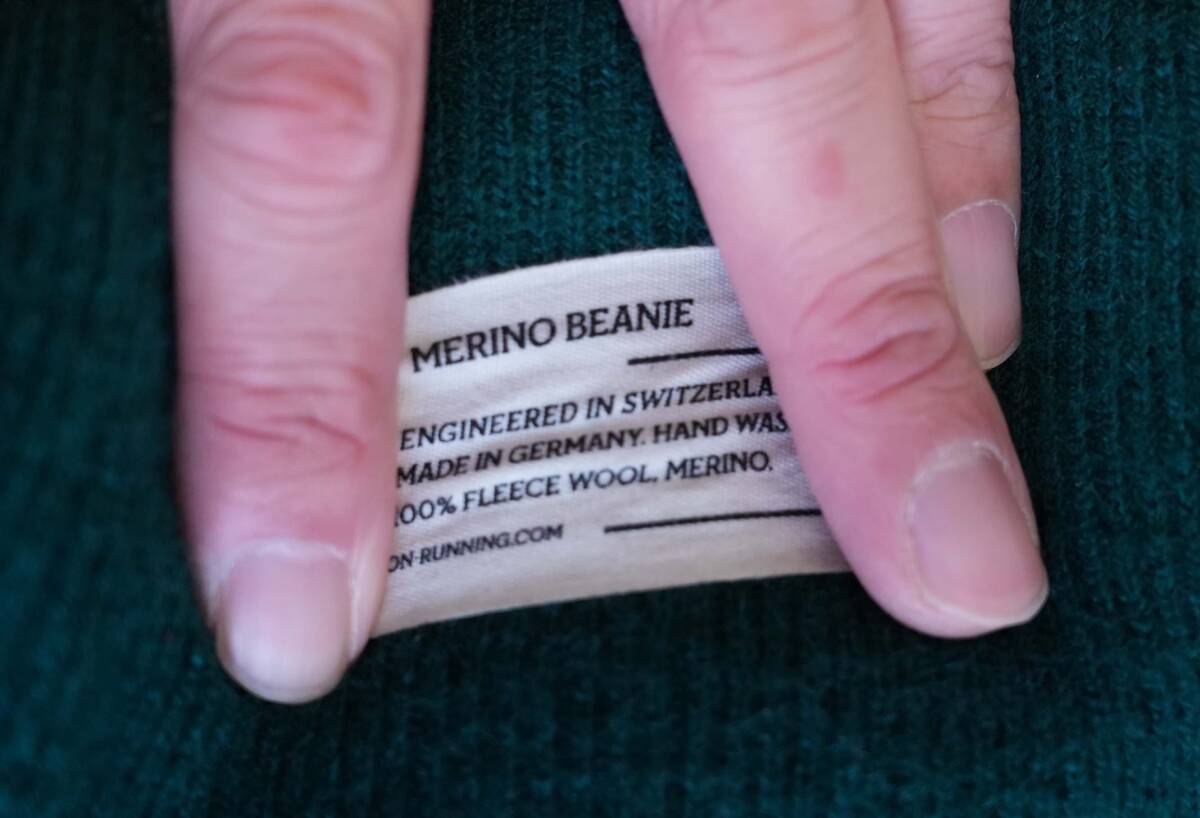 MERINO BEANIE
ENGINEERED IN SWITZERLA
MADE IN GERMANY. HAND WAS
100% FLEECE WOOL, MERINO.
ON-RUNNING.COM